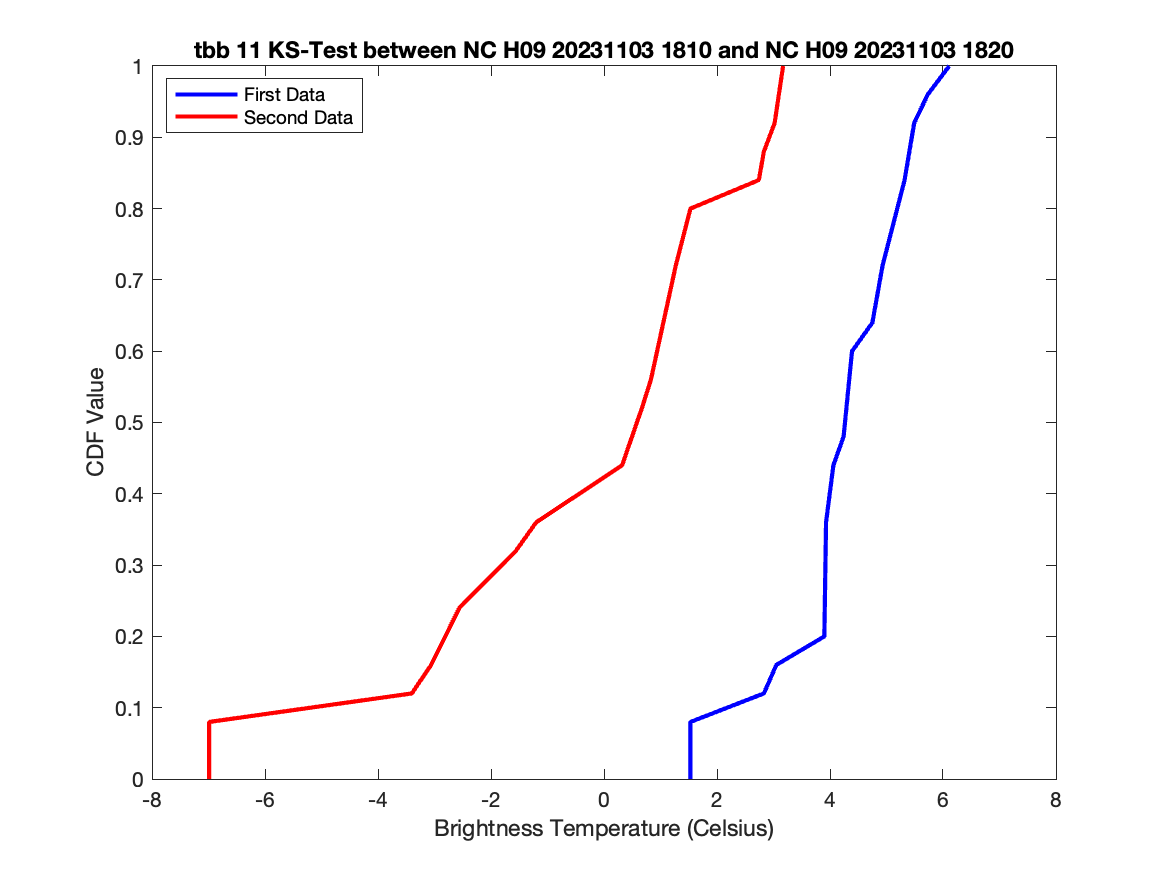 tbb 11 KS-Test between NC H09 20231103 1810 and NC H09 20231103 1820
First Data
Second Data
1
0.9
0.8
0.7
0.6
0.5
0.4
0.3
0.2
0.1
0
CDF Value
-8 -6 -4 -2 0 2 4 6 8
Brightness Temperature (Celsius)